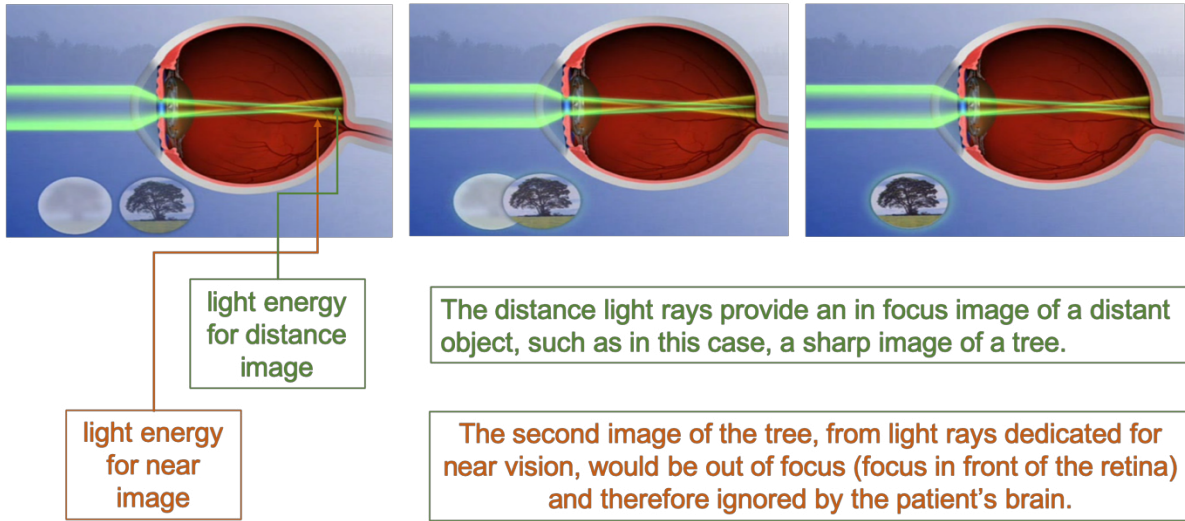 light energy
for distance
image
The distance light rays provide an in focus image of a distant
object, such as in this case, a sharp image of a tree.
light energy
for near
image
The second image of the tree, from light rays dedicated for
near vision, would be out of focus (focus in front of the retina)
and therefore ignored by the patient's brain.